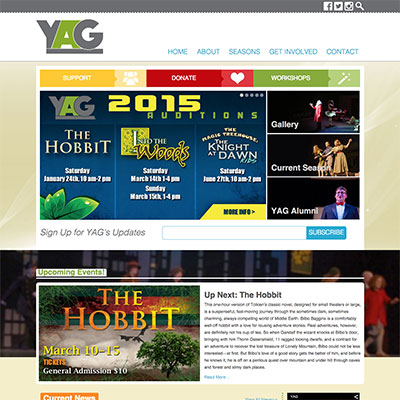 YAG
HOME ABOUT SEASONS GET INVOLVED CONTACT
SUPPORT DONATE WORKSHOPS
YAG 2015
AUDITIONS
THE HOBBIT
Saturday
January 24th, 10 am-2 pm
INTO THE Woods
Saturday
March 14th 1-4 pm
Sunday
March 15th 1-4 pm
THE MAGIC TREEHOUSE:
THE KNIGHT AT DAWN KIDS
Saturday
June 27th, 10 am-2 pm
MORE INFO >
Gallery
Current Season
YAG Alumni
Sign Up for YAG's Updates
SUBSCRIBE
Upcoming Events!
THE HOBBIT
March 10-15
TICKETS:
General Admission $10
Up Next: The Hobbit
This one-hour version of Tolkien's classic novel, designed for small theaters or large,
is a suspenseful, fast-moving journey through the sometimes dark, sometimes
charming, always compelling world of Middle Earth. Bilbo Baggins is a comfortably
well-off hobbit with a love for rousing adventure stories. Real adventures, however,
are definitely not his cup of tea. So when Gandalf the wizard knocks at Bilbo's door,
bringing with him Thorin Oakenshield, 11 ragged looking dwarfs, and a contract for
an adventure to recover the lost treasure of Lonely Mountain, Bilbo could not be less
interested--at first. But Bilbo's love of a good story gets the better of him, and before
he knows it, he is off on a perilous quest over mountain and under hill through caves
and forest and slimy dark places.
Read More...
Current News
YAG